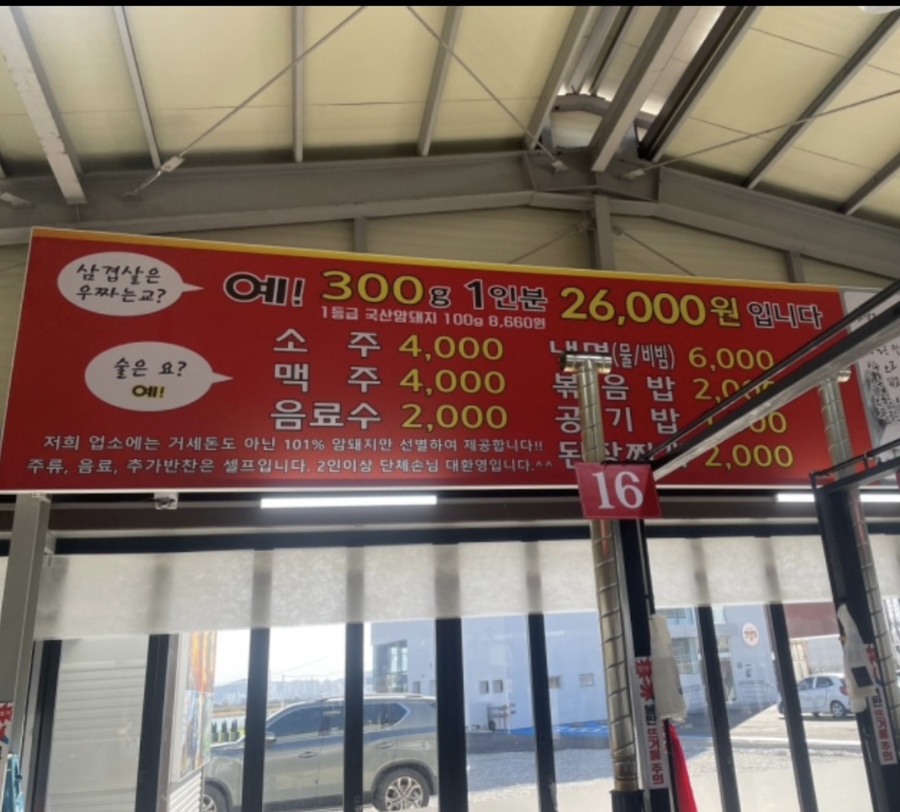 삼겹살은
우짜는교?
예! 300g 1인분 26,000원 입니다
1등급 국산암돼지 100g 8,660원
술은 요?
예!
소 주 4,000
맥 주 4,000
음료수 2,000
(물/비빔) 6,000
볶음밥
공기밥
2,000
저희 업소에는 거세돈도 아닌 101% 암돼지만 선별하여 제공합니다!!
주류, 음료, 추가반찬은 셀프입니다. 2인이상 단체손님 대환영입니다.^^
16